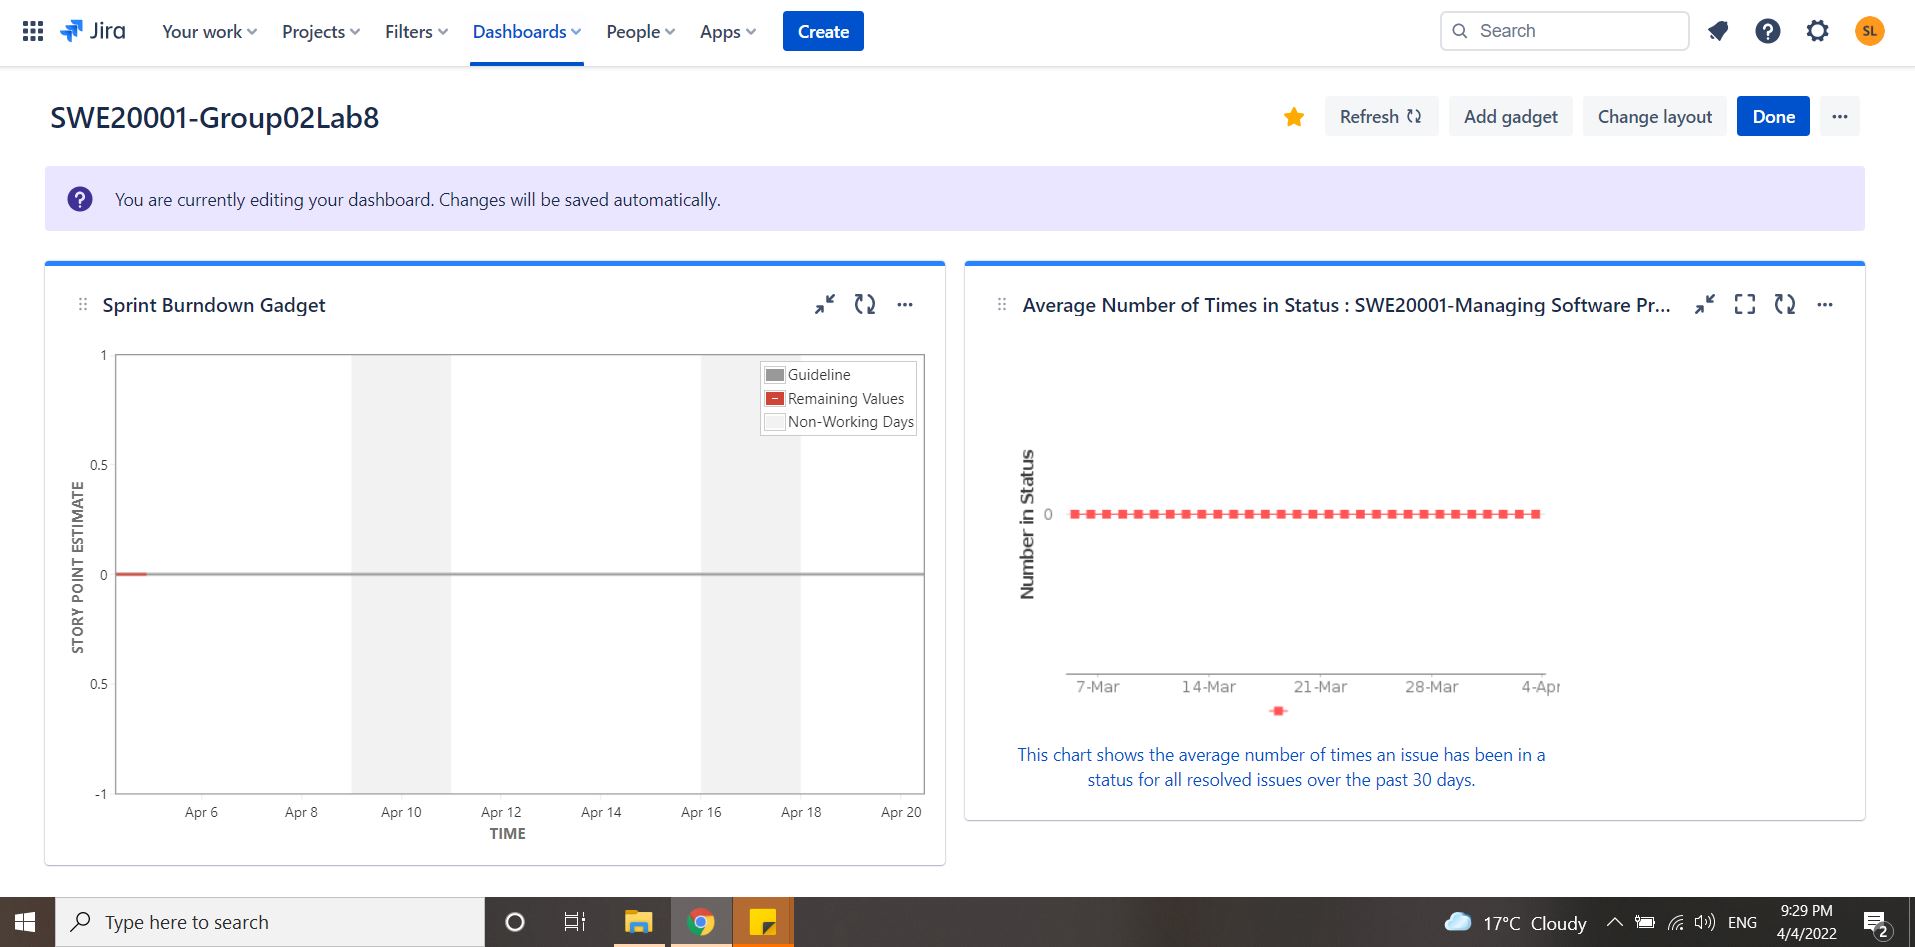 Jira Your work Projects Filters Dashboards People Apps Create Search SL
SWE20001-Group02Lab8 Refresh Add gadget Change layout Done
You are currently editing your dashboard. Changes will be saved automatically.
Sprint Burndown Gadget
1
0.5
0
0.5
-1
STORY POINT ESTIMATE
Guideline
Remaining Values
Non-Working Days
Apr 6 Apr 8 Apr 10 Apr 12 Apr 14 Apr 16 Apr 18 Apr 20
TIME
Average Number of Times in Status : SWE20001-Managing Software Pr...
Number in Status
0
7-Mar 14-Mar 21-Mar 28-Mar 4-Apr
This chart shows the average number of times an issue has been in a
status for all resolved issues over the past 30 days.
Type here to search
17°C Cloudy
ENG
9:29 PM
4/4/2022
2